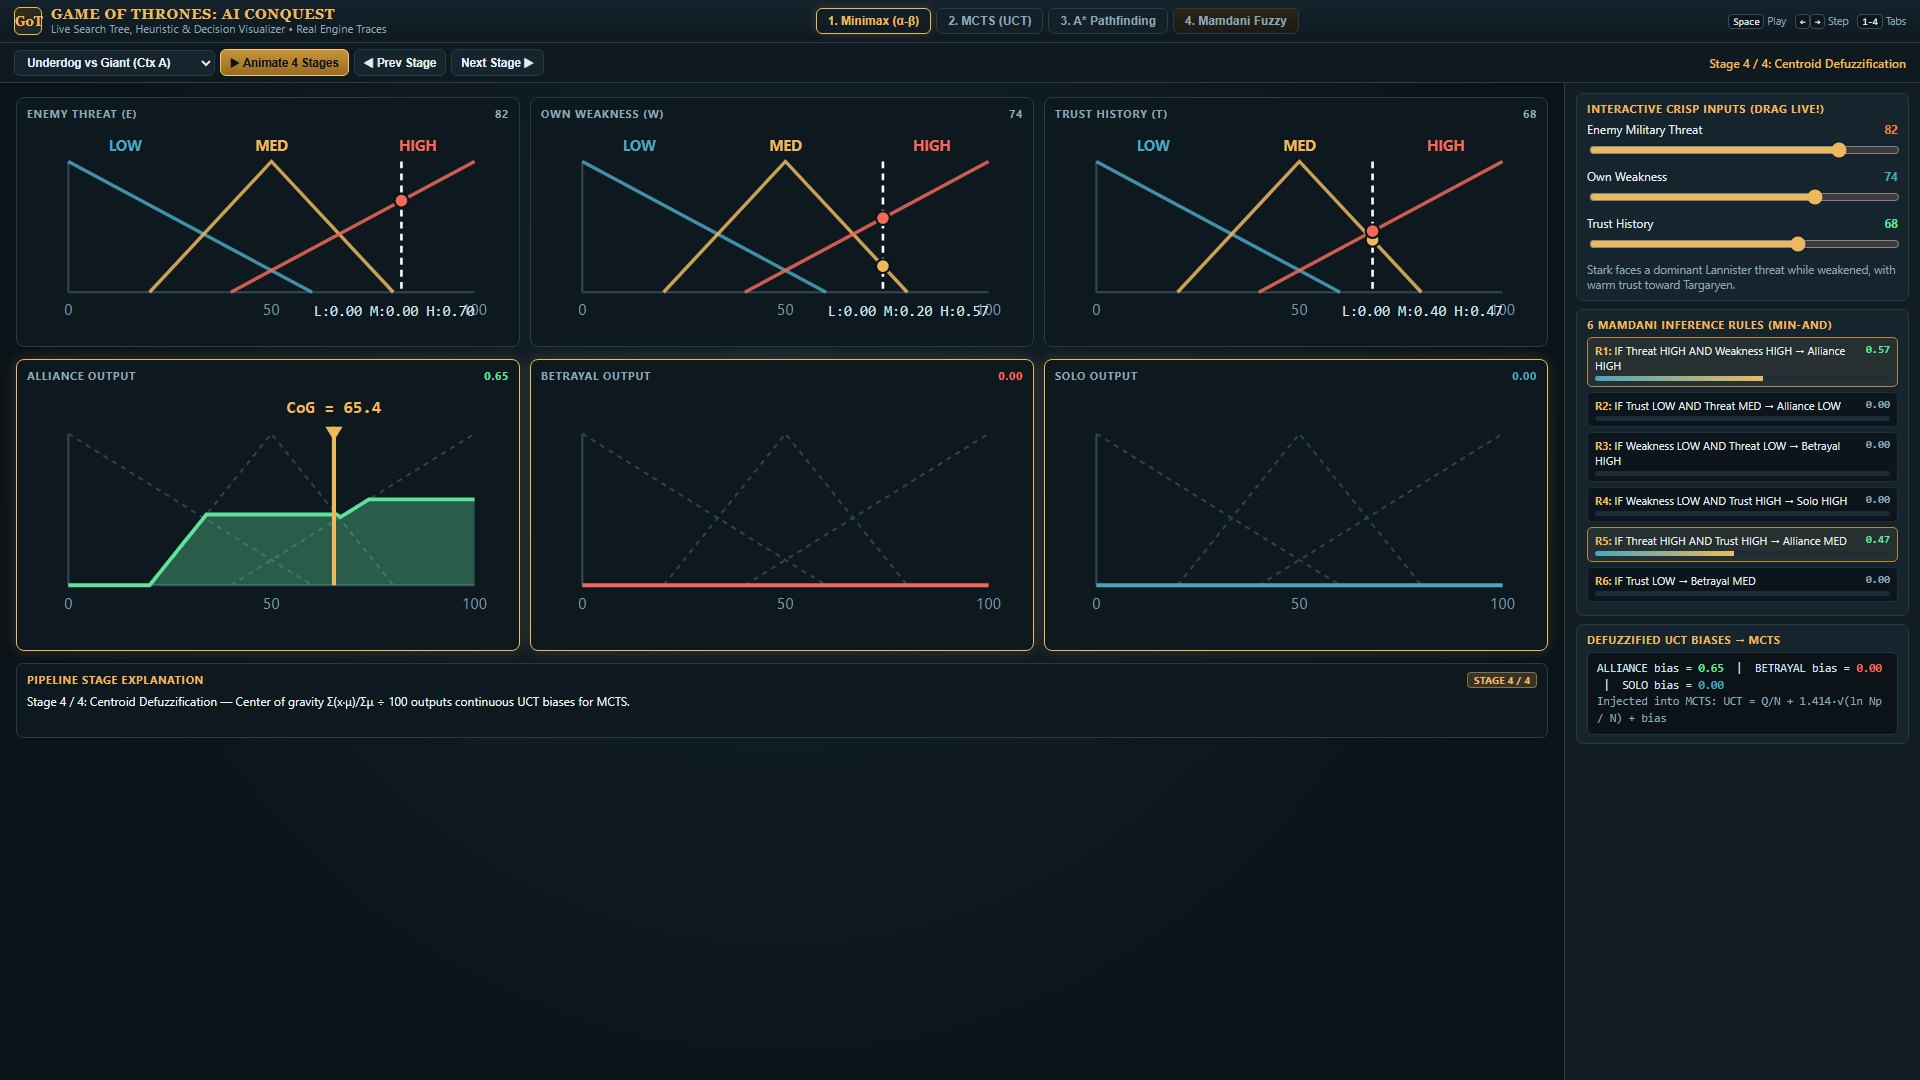 GoT
GAME OF THRONES: AI CONQUEST
Live Search Tree, Heuristic & Decision Visualizer • Real Engine Traces
1. Minimax (α-β)
2. MCTS (UCT)
3. A* Pathfinding
4. Mamdani Fuzzy
Space Play ← → Step 1–4 Tabs
Underdog vs Giant (Ctx A)
▶ Animate 4 Stages
◀ Prev Stage
Next Stage ▶
Stage 4 / 4: Centroid Defuzzification
ENEMY THREAT (E) 82
LOW MED HIGH
0 50 100
L:0.00 M:0.00 H:0.70
OWN WEAKNESS (W) 74
LOW MED HIGH
0 50 100
L:0.00 M:0.20 H:0.57
TRUST HISTORY (T) 68
LOW MED HIGH
0 50 100
L:0.00 M:0.40 H:0.47
ALLIANCE OUTPUT 0.65
CoG = 65.4
0 50 100
BETRAYAL OUTPUT 0.00
0 50 100
SOLO OUTPUT 0.00
0 50 100
PIPELINE STAGE EXPLANATION
STAGE 4 / 4
Stage 4 / 4: Centroid Defuzzification — Center of gravity Σ(x·μ)/Σμ ÷ 100 outputs continuous UCT biases for MCTS.
INTERACTIVE CRISP INPUTS (DRAG LIVE!)
Enemy Military Threat 82
Own Weakness 74
Trust History 68
Stark faces a dominant Lannister threat while weakened, with
warm trust toward Targaryen.
6 MAMDANI INFERENCE RULES (MIN-AND)
R1: IF Threat HIGH AND Weakness HIGH → Alliance 0.57
HIGH
R2: IF Trust LOW AND Threat MED → Alliance LOW 0.00
R3: IF Weakness LOW AND Threat LOW → Betrayal 0.00
HIGH
R4: IF Weakness LOW AND Trust HIGH → Solo HIGH 0.00
R5: IF Threat HIGH AND Trust HIGH → Alliance MED 0.47
R6: IF Trust LOW → Betrayal MED 0.00
DEFUZZIFIED UCT BIASES → MCTS
ALLIANCE bias = 0.65 | BETRAYAL bias = 0.00
| SOLO bias = 0.00
Injected into MCTS: UCT = Q/N + 1.414·√(ln Np
/ N) + bias